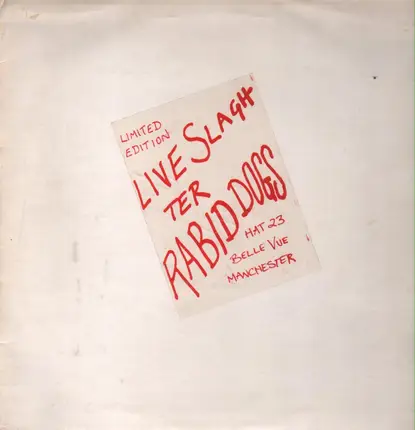 LIMITED
EDITION
LIVE SLAGH
TER
RABID DOGS
HAT 23
BELLE VUE
MANCHESTER